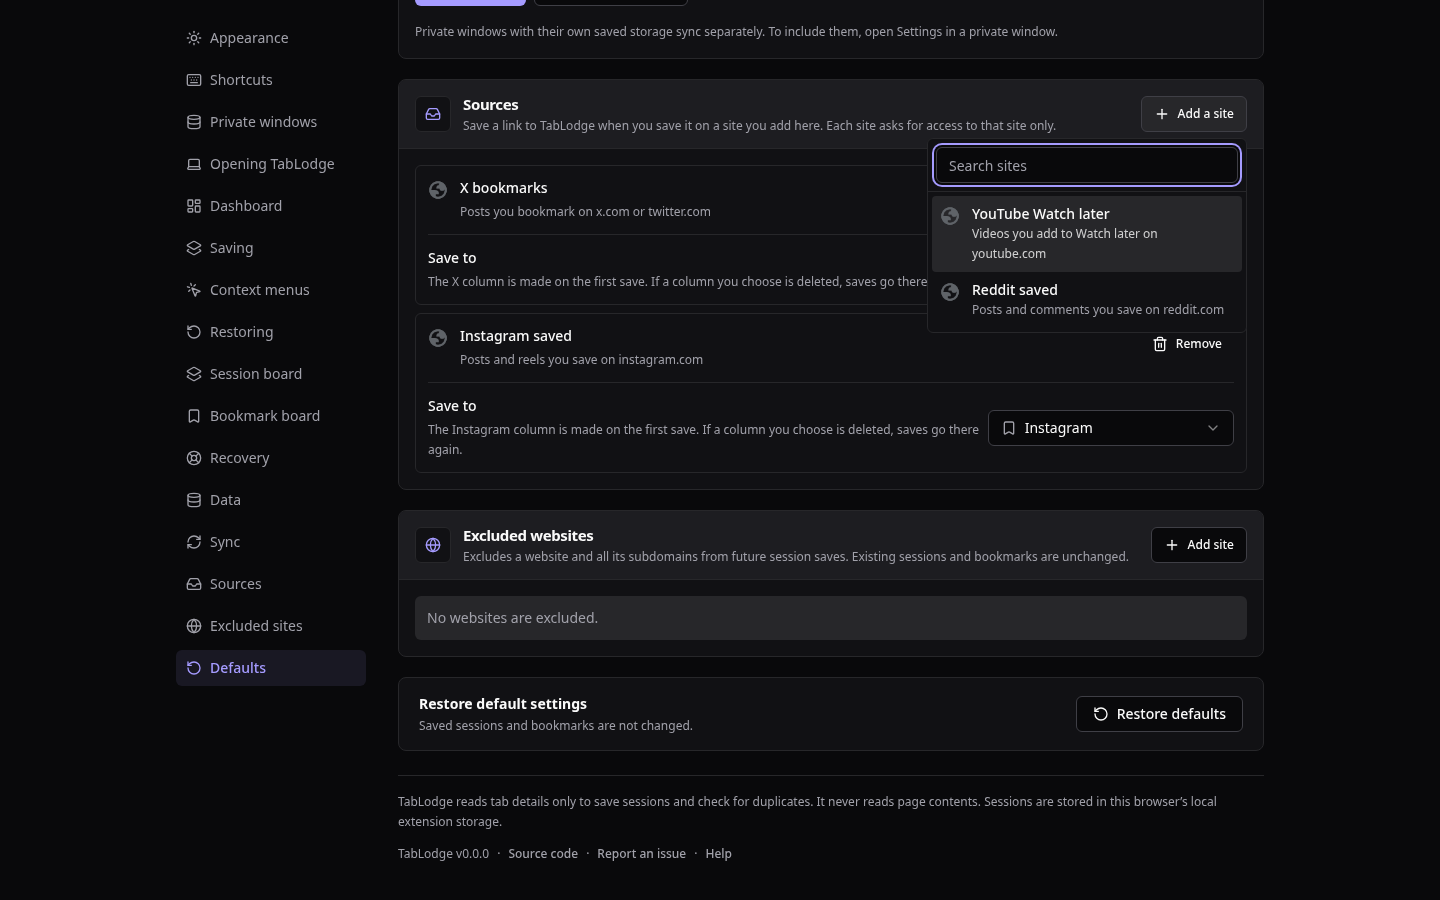 Appearance
Shortcuts
Private windows
Opening TabLodge
Dashboard
Saving
Context menus
Restoring
Session board
Bookmark board
Recovery
Data
Sync
Sources
Excluded sites
Defaults
Private windows with their own saved storage sync separately. To include them, open Settings in a private window.
Sources
Save a link to TabLodge when you save it on a site you add here. Each site asks for access to that site only.
Add a site
Search sites
YouTube Watch later
Videos you add to Watch later on
youtube.com
Reddit saved
Posts and comments you save on reddit.com
X bookmarks
Posts you bookmark on x.com or twitter.com
Save to
The X column is made on the first save. If a column you choose is deleted, saves go there
Instagram saved
Posts and reels you save on instagram.com
Remove
Save to
The Instagram column is made on the first save. If a column you choose is deleted, saves go there
again.
Instagram
Excluded websites
Excludes a website and all its subdomains from future session saves. Existing sessions and bookmarks are unchanged.
Add site
No websites are excluded.
Restore default settings
Saved sessions and bookmarks are not changed.
Restore defaults
TabLodge reads tab details only to save sessions and check for duplicates. It never reads page contents. Sessions are stored in this browser’s local
extension storage.
TabLodge v0.0.0 · Source code · Report an issue · Help